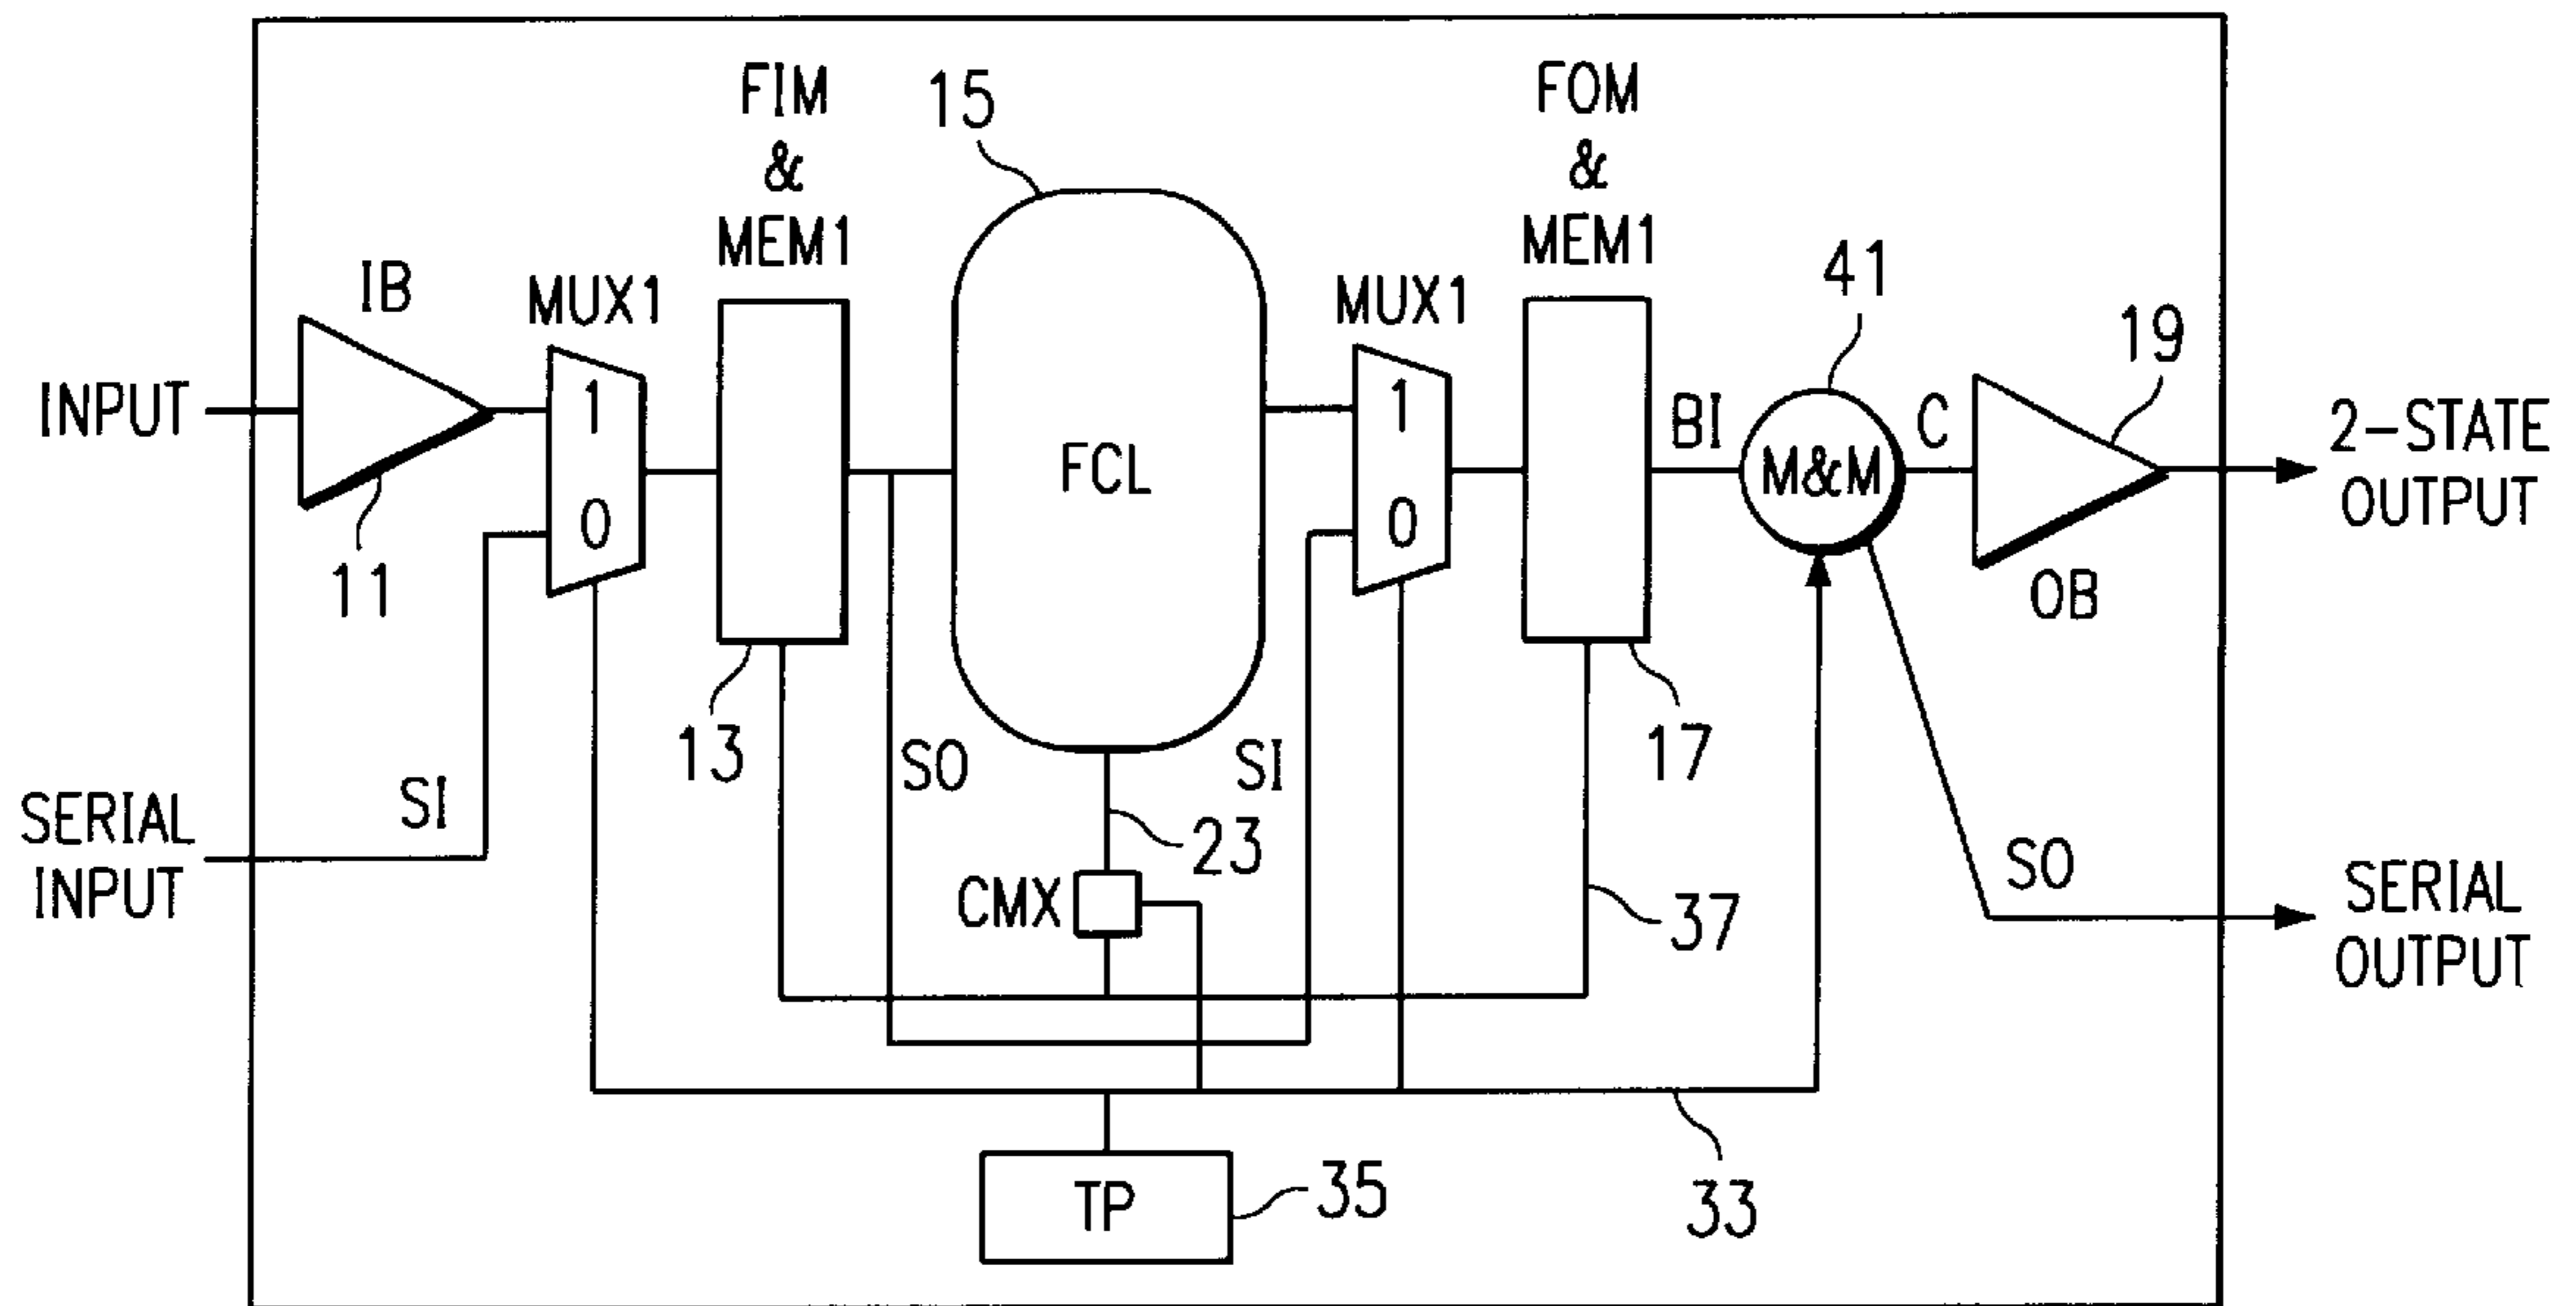 FIM
&
MEM1
15
FOM
&
MEM1
41
IB
MUX1
MUX1
19
INPUT
1
0
FCL
1
0
BI
M&M
C
2-STATE
OUTPUT
11
OB
13
SO
SI
17
SERIAL
INPUT
SI
23
CMX
37
SO
SERIAL
OUTPUT
TP
35
33